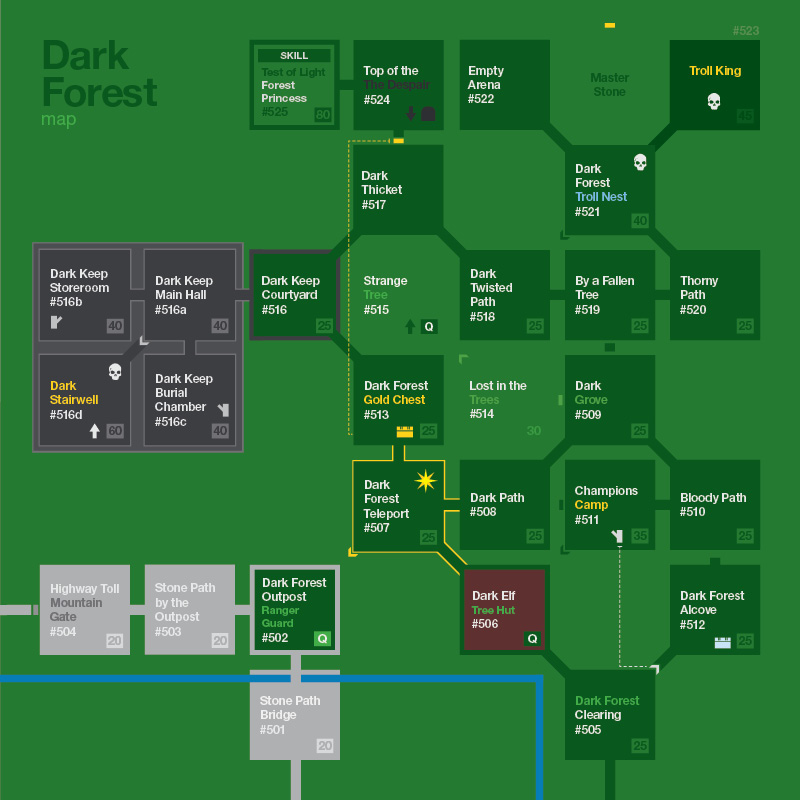 Dark
Forest
map
SKILL
Test of Light
Forest
Princess
#525
80
Top of the
The Despair
#524
Empty
Arena
#522
Master
Stone
#523
Troll King
45
Dark
Thicket
#517
Dark
Forest
Troll Nest
#521
40
Dark Keep
Storeroom
#516b
40
Dark Keep
Main Hall
#516a
40
Dark Keep
Courtyard
#516
25
Strange
Tree
#515
Q
Dark
Twisted
Path
#518
25
By a Fallen
Tree
#519
25
Thorny
Path
#520
25
Dark
Stairwell
#516d
60
Dark Keep
Burial
Chamber
#516c
40
Dark Forest
Gold Chest
#513
25
Lost in the
Trees
#514
30
Dark
Grove
#509
25
Dark
Forest
Teleport
#507
25
Dark Path
#508
25
Champions
Camp
#511
35
Bloody Path
#510
25
Highway Toll
Mountain
Gate
#504
20
Stone Path
by the
Outpost
#503
20
Dark Forest
Outpost
Ranger
Guard
#502
Q
Dark Elf
Tree Hut
#506
Q
Dark Forest
Alcove
#512
25
Stone Path
Bridge
#501
20
Dark Forest
Clearing
#505
25